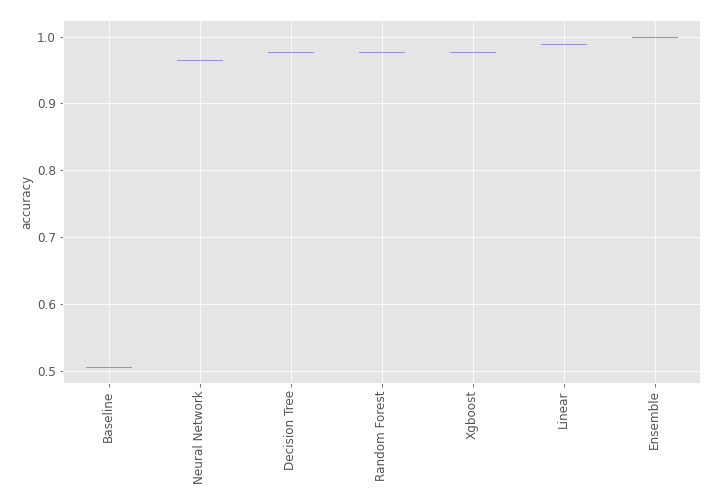 1.0
0.9
0.8
0.7
0.6
0.5
accuracy
Baseline
Neural Network
Decision Tree
Random Forest
Xgboost
Linear
Ensemble